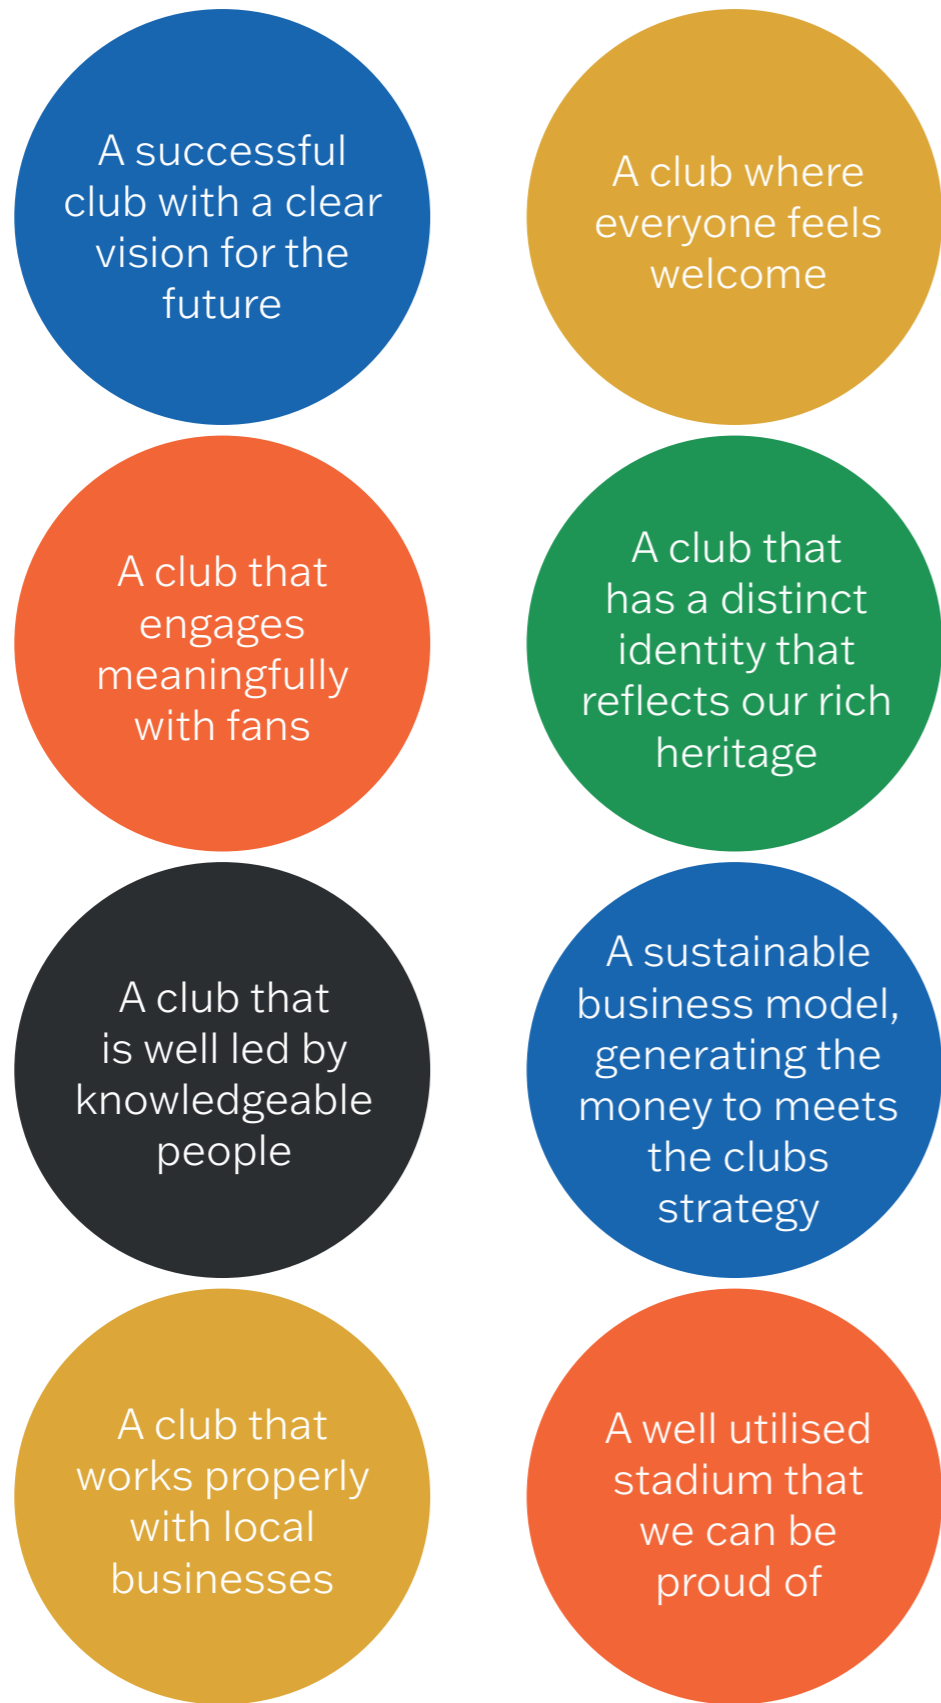 A successful
club with a clear
vision for the
future
A club where
everyone feels
welcome
A club that
engages
meaningfully
with fans
A club that
has a distinct
identity that
reflects our rich
heritage
A club that
is well led by
knowledgeable
people
A sustainable
business model,
generating the
money to meets
the clubs
strategy
A club that
works properly
with local
businesses
A well utilised
stadium that
we can be
proud of